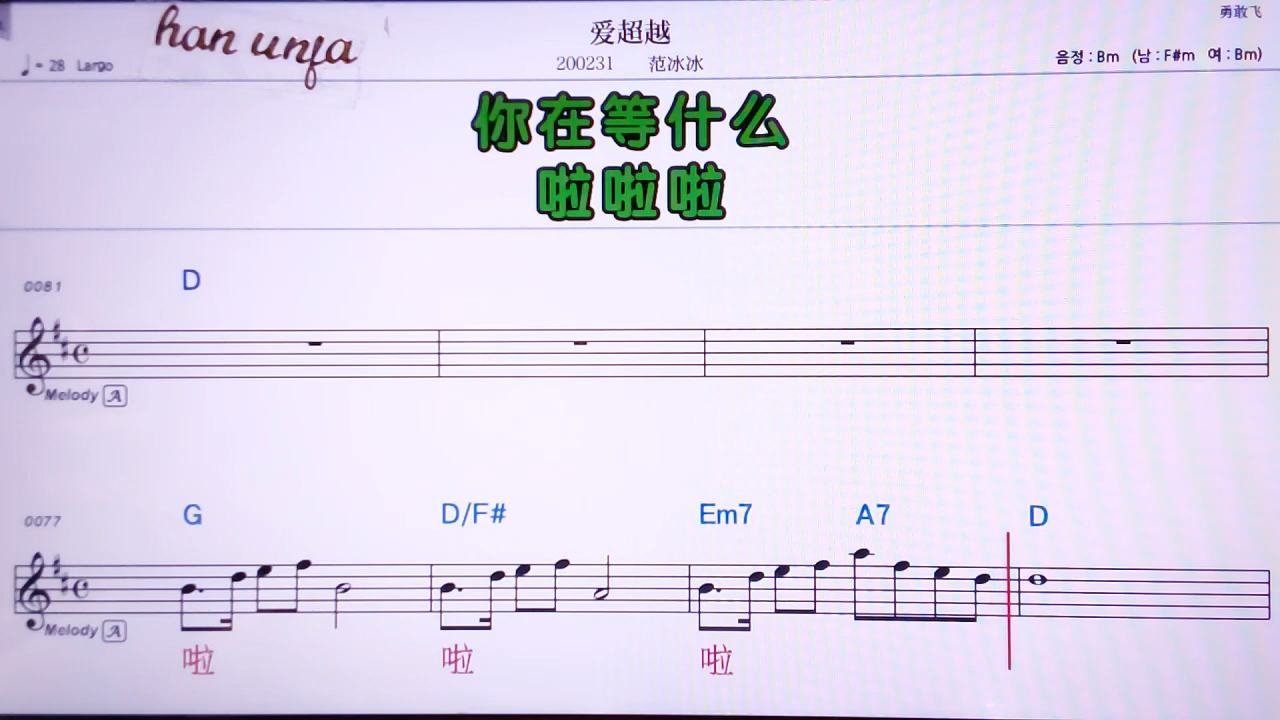 han unfa
爱超越
勇敢飞
♩= 28 Largo
200231 范冰冰
음정 : Bm (남 : F#m 여 : Bm)
你在等什么
啦啦啦
0081 D
Melody A
0077 G D/F# Em7 A7 D
Melody A
啦 啦 啦